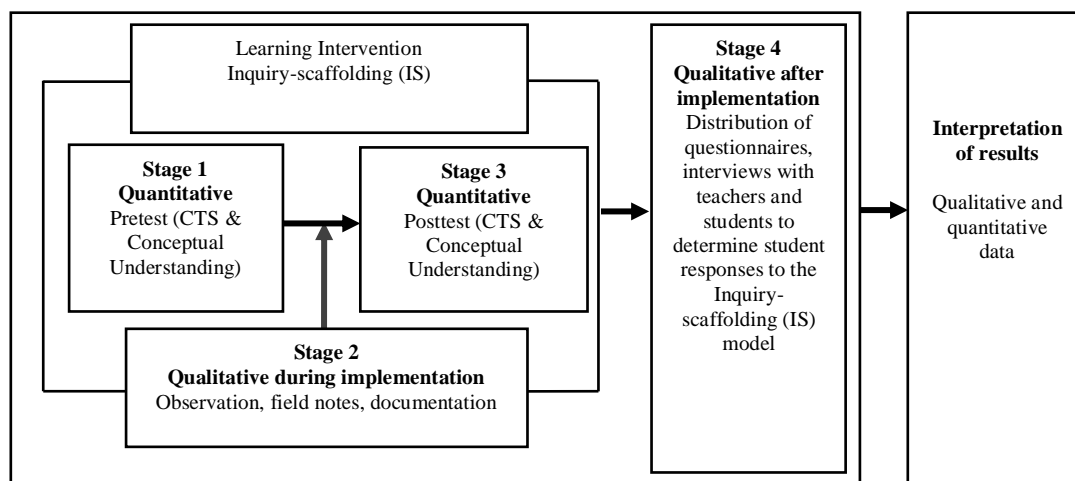 Learning Intervention
Inquiry-scaffolding (IS)
Stage 1
Quantitative
Pretest (CTS &
Conceptual
Understanding)
Stage 3
Quantitative
Posttest (CTS &
Conceptual
Understanding)
Stage 2
Qualitative during implementation
Observation, field notes, documentation
Stage 4
Qualitative after
implementation
Distribution of
questionnaires,
interviews with
teachers and
students to
determine student
responses to the
Inquiry-
scaffolding (IS)
model
Interpretation
of results
Qualitative and
quantitative
data